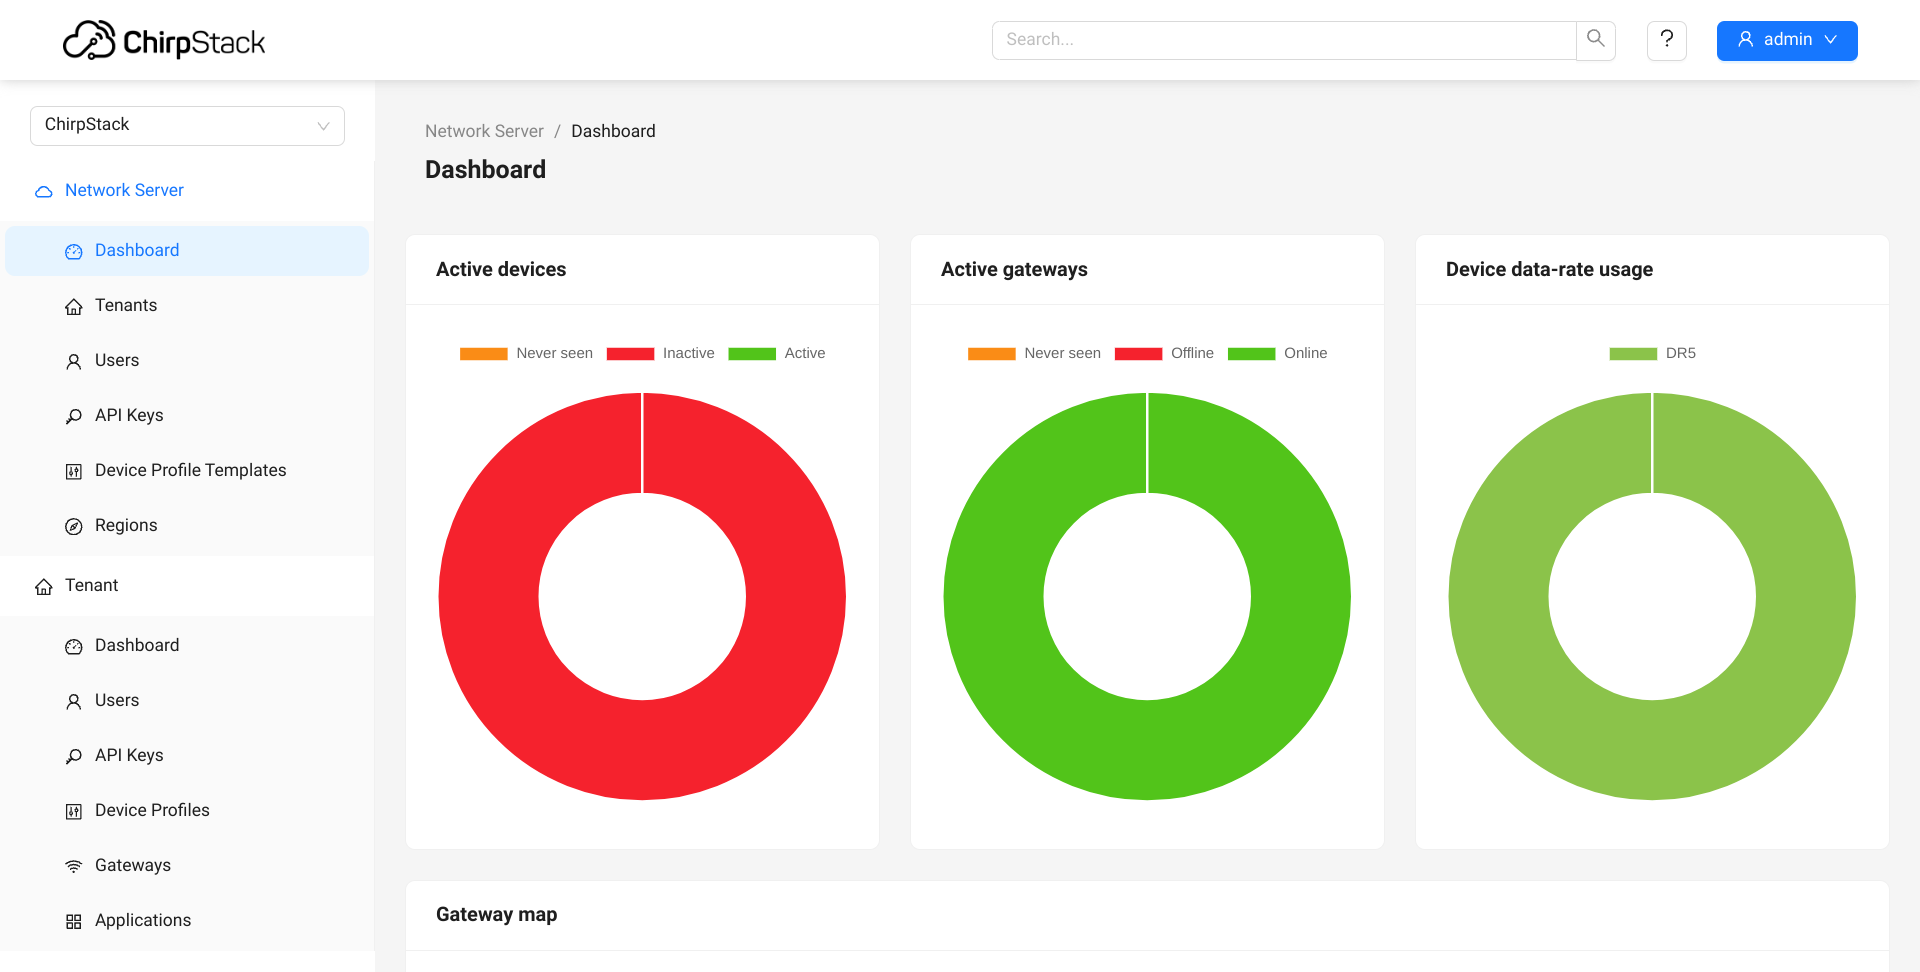 ChirpStack
Search...
?
admin
ChirpStack
Network Server
Dashboard
Tenants
Users
API Keys
Device Profile Templates
Regions
Tenant
Dashboard
Users
API Keys
Device Profiles
Gateways
Applications
Network Server / Dashboard
Dashboard
Active devices
Never seen Inactive Active
Active gateways
Never seen Offline Online
Device data-rate usage
DR5
Gateway map